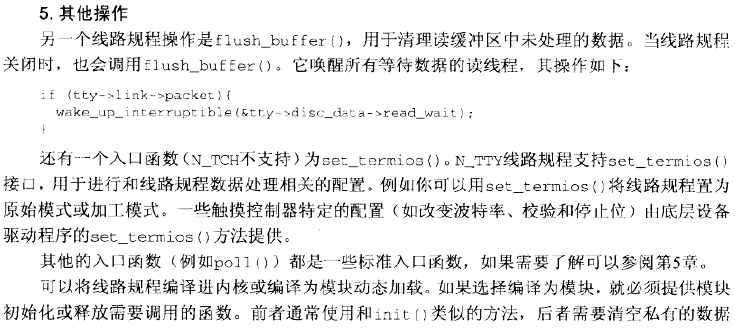 5. 其他操作
另一个线路规程操作是flush_buffer()，用于清理读缓冲区中未处理的数据。当线路规程
关闭时，也会调用flush_buffer()。它唤醒所有等待数据的读线程，其操作如下：
if (tty->link->packet){
wake_up_interruptible(&tty->disc_data->read_wait);
}
还有一个入口函数（N_TCH不支持）为set_termios()。N_TTY线路规程支持set_termios()
接口，用于进行和线路规程数据处理相关的配置。例如你可以用set_termios()将线路规程置为
原始模式或加工模式。一些触摸控制器特定的配置（如改变波特率、校验和停止位）由底层设备
驱动程序的set_termios()方法提供。
其他的入口函数（例如poll()）都是一些标准入口函数，如果需要了解可以参阅第5章。
可以将线路规程编译进内核或编译为模块动态加载。如果选择编译为模块，就必须提供模块
初始化或释放需要调用的函数。前者通常使用和init()类似的方法，后者需要清空私有的数据